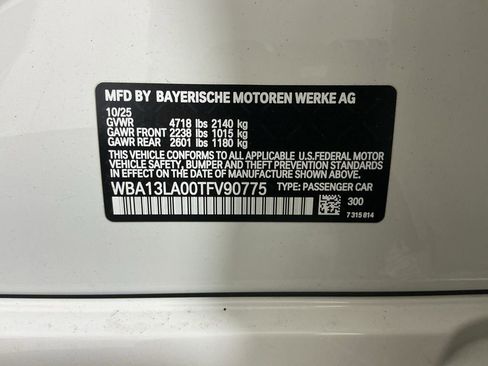 MFD BY BAYERISCHE MOTOREN WERKE AG
10/25
GVWR 4718 lbs 2140 kg
GAWR FRONT 2238 lbs 1015 kg
GAWR REAR 2601 lbs 1180 kg
THIS VEHICLE CONFORMS TO ALL APPLICABLE U.S.FEDERAL MOTOR
VEHICLE SAFETY, BUMPER AND THEFT PREVENTION STANDARDS
IN EFFECT ON THE DATE OF MANUFACTURE SHOWN ABOVE.
WBA13LA00TFV90775 TYPE: PASSENGER CAR
300
7 315 814